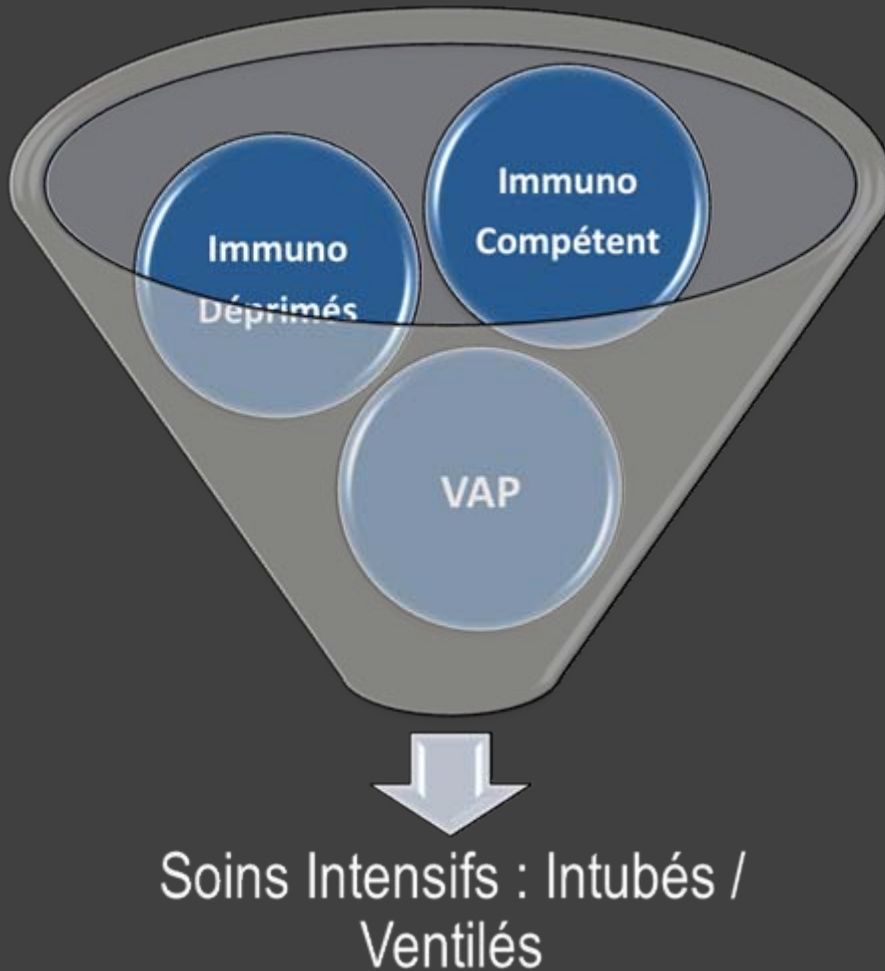 Immuno
Compétent
Immuno
Déprimés
VAP
Soins Intensifs : Intubés /
Ventilés